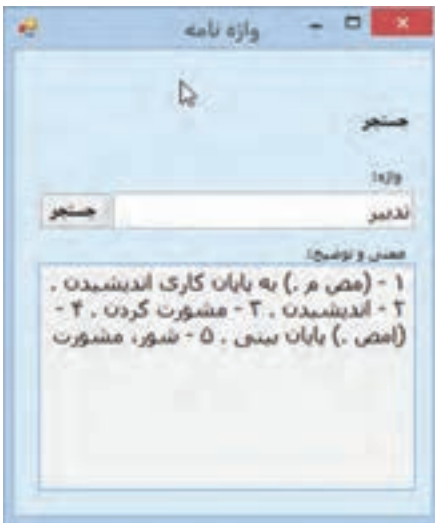 واژه نامه
جستجو
واژه:
تدبیر
جستجو
معنی و توضیح:
۱ - (مص م .) به پایان کاری اندیشیدن .
۲ - اندیشیدن . ۳ - مشورت کردن . ۴ -
(امص .) پایان بینی . ۵ - شور، مشورت